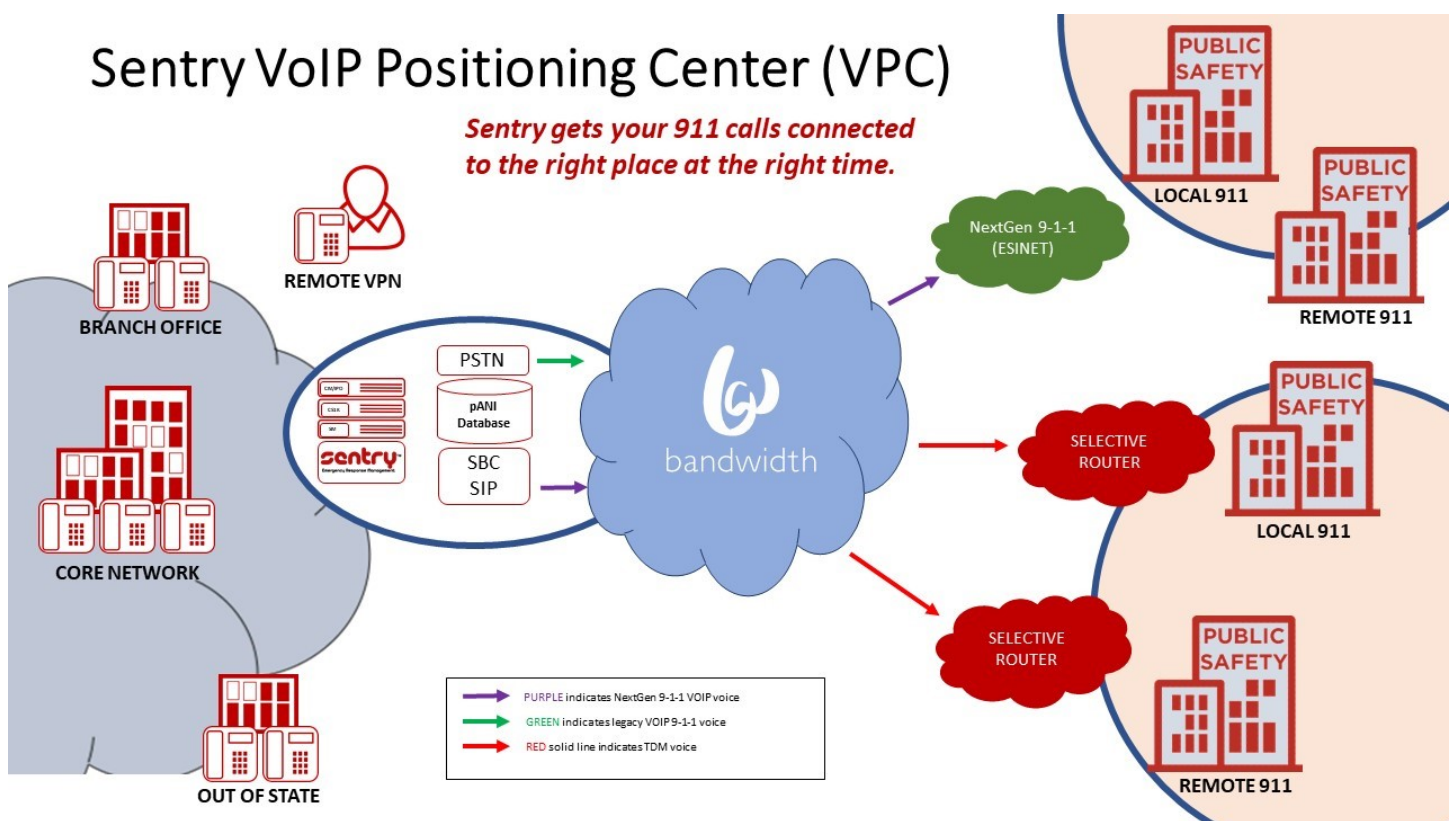 Sentry VoIP Positioning Center (VPC)
Sentry gets your 911 calls connected
to the right place at the right time.
PUBLIC
SAFETY
LOCAL 911
PUBLIC
SAFETY
REMOTE 911
NextGen 9-1-1
(ESINET)
BRANCH OFFICE
REMOTE VPN
CORE NETWORK
OUT OF STATE
PSTN
pANI
Database
SBC
SIP
sentry
Emergency Response Management
bandwidth
SELECTIVE
ROUTER
PUBLIC
SAFETY
LOCAL 911
SELECTIVE
ROUTER
PUBLIC
SAFETY
REMOTE 911
PURPLE indicates NextGen 9-1-1 VOIP voice
GREEN indicates legacy VOIP 9-1-1 voice
RED solid line indicates TDM voice